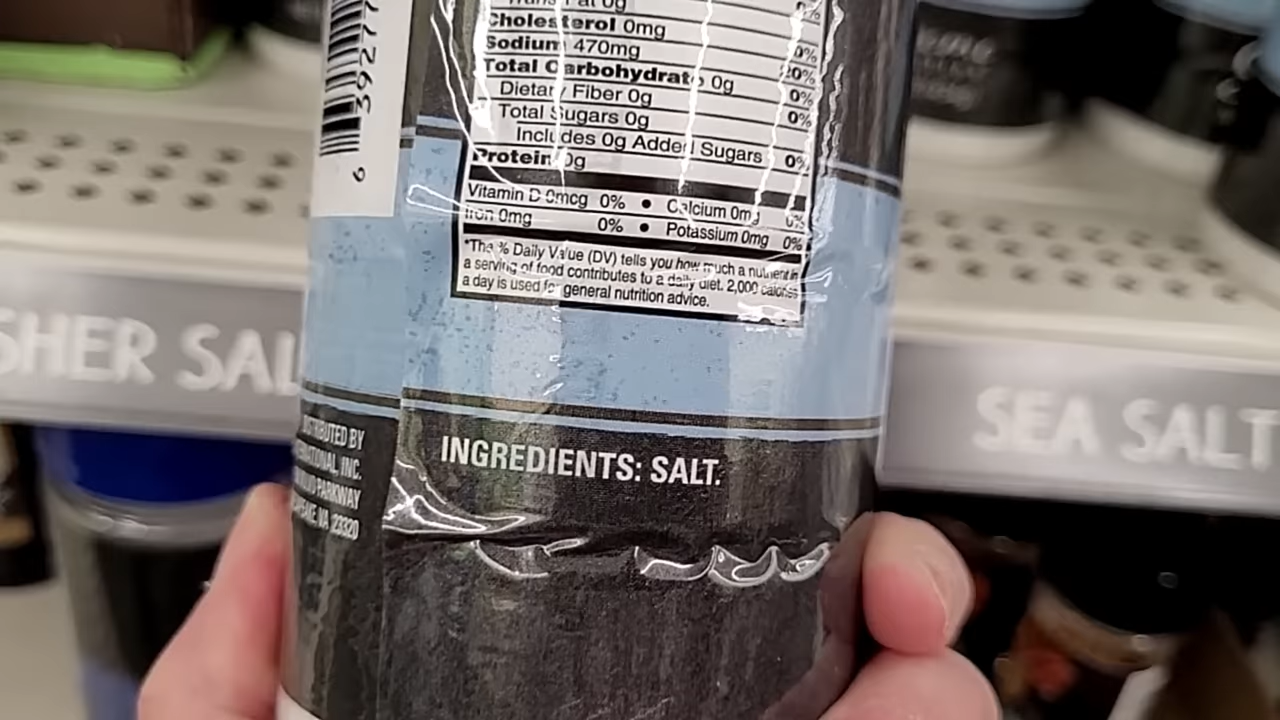 Trans Fat 0g 0%
Cholesterol 0mg 0%
Sodium 470mg 20%
Total Carbohydrate 0g 0%
Dietary Fiber 0g 0%
Total Sugars 0g
Includes 0g Added Sugars 0%
Protein 0g
Vitamin D 0mcg 0% • Calcium 0mg 0%
Iron 0mg 0% • Potassium 0mg 0%
*The % Daily Value (DV) tells you how much a nutrient in
a serving of food contributes to a daily diet. 2,000 calories
a day is used for general nutrition advice.
INGREDIENTS: SALT.
6 39277
DISTRIBUTED BY
INC.
PARKWAY
VA 23320
SHER SAL
SEA SALT